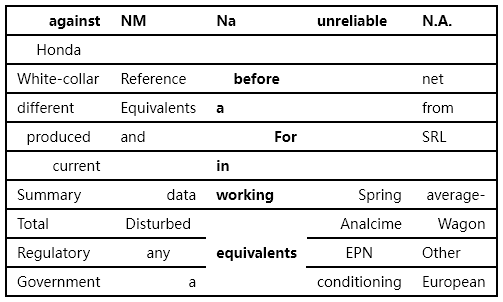 against NM Na unreliable N.A.
Honda
White-collar Reference before net
different Equivalents a from
produced and For SRL
current in
Summary data working Spring average-
Total Disturbed Analcime Wagon
Regulatory any equivalents EPN Other
Government a conditioning European